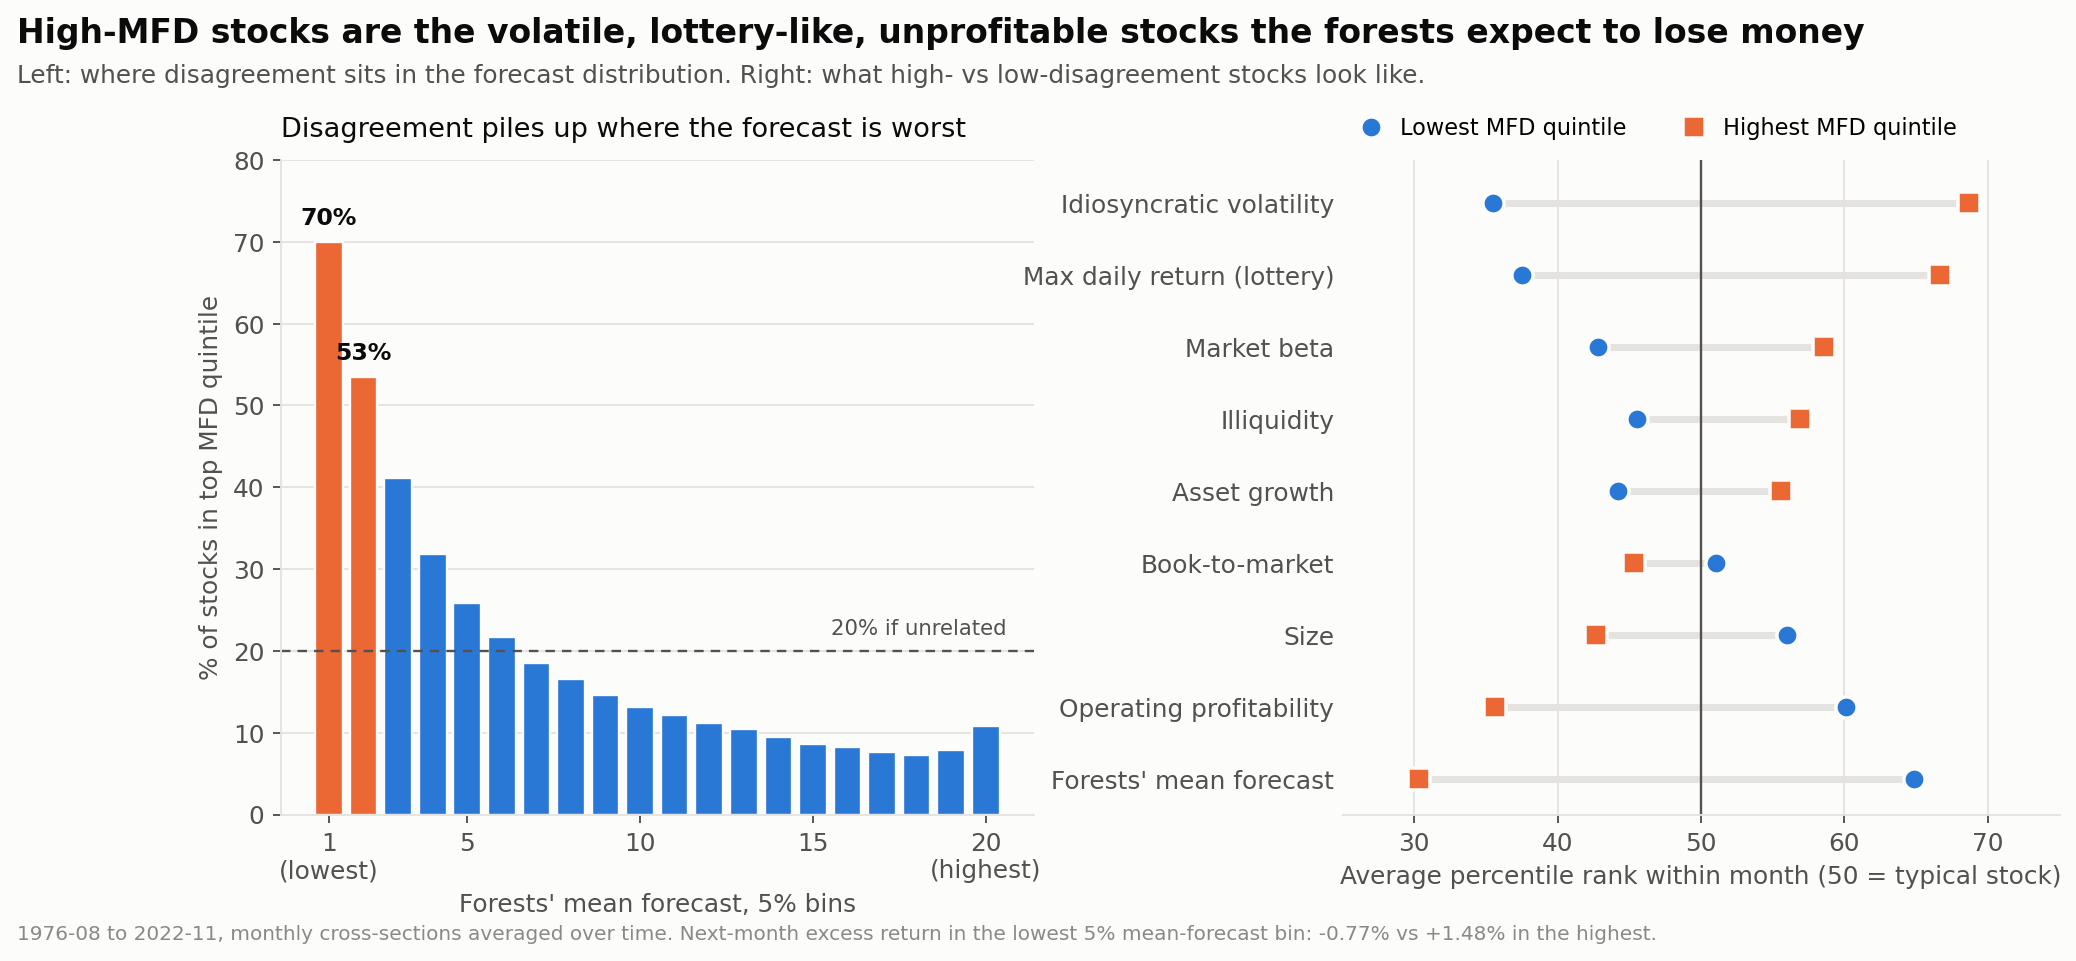 High-MFD stocks are the volatile, lottery-like, unprofitable stocks the forests expect to lose money
Left: where disagreement sits in the forecast distribution. Right: what high- vs low-disagreement stocks look like.
Disagreement piles up where the forecast is worst
% of stocks in top MFD quintile
80
70
60
50
40
30
20
10
0
70%
53%
20% if unrelated
1
(lowest)
5
10
15
20
(highest)
Forests' mean forecast, 5% bins
Lowest MFD quintile
Highest MFD quintile
Idiosyncratic volatility
Max daily return (lottery)
Market beta
Illiquidity
Asset growth
Book-to-market
Size
Operating profitability
Forests' mean forecast
30
40
50
60
70
Average percentile rank within month (50 = typical stock)
1976-08 to 2022-11, monthly cross-sections averaged over time. Next-month excess return in the lowest 5% mean-forecast bin: -0.77% vs +1.48% in the highest.